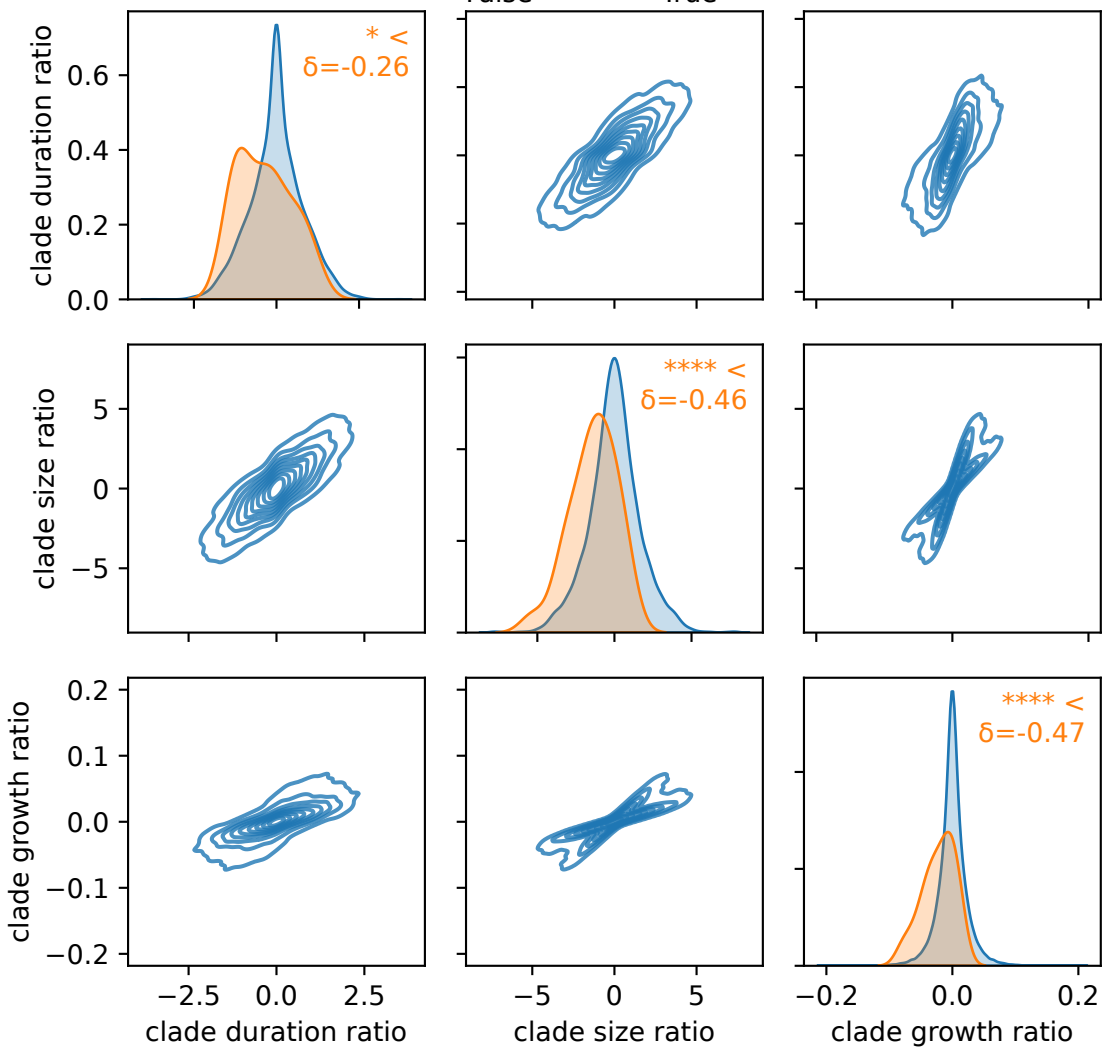 False True
* <
δ=-0.26
clade duration ratio
0.6
0.4
0.2
0.0
**** <
δ=-0.46
clade size ratio
5
0
−5
**** <
δ=-0.47
clade growth ratio
0.2
0.1
0.0
−0.1
−0.2
−2.5 0.0 2.5
−5 0 5
−0.2 0.0 0.2
clade duration ratio
clade size ratio
clade growth ratio